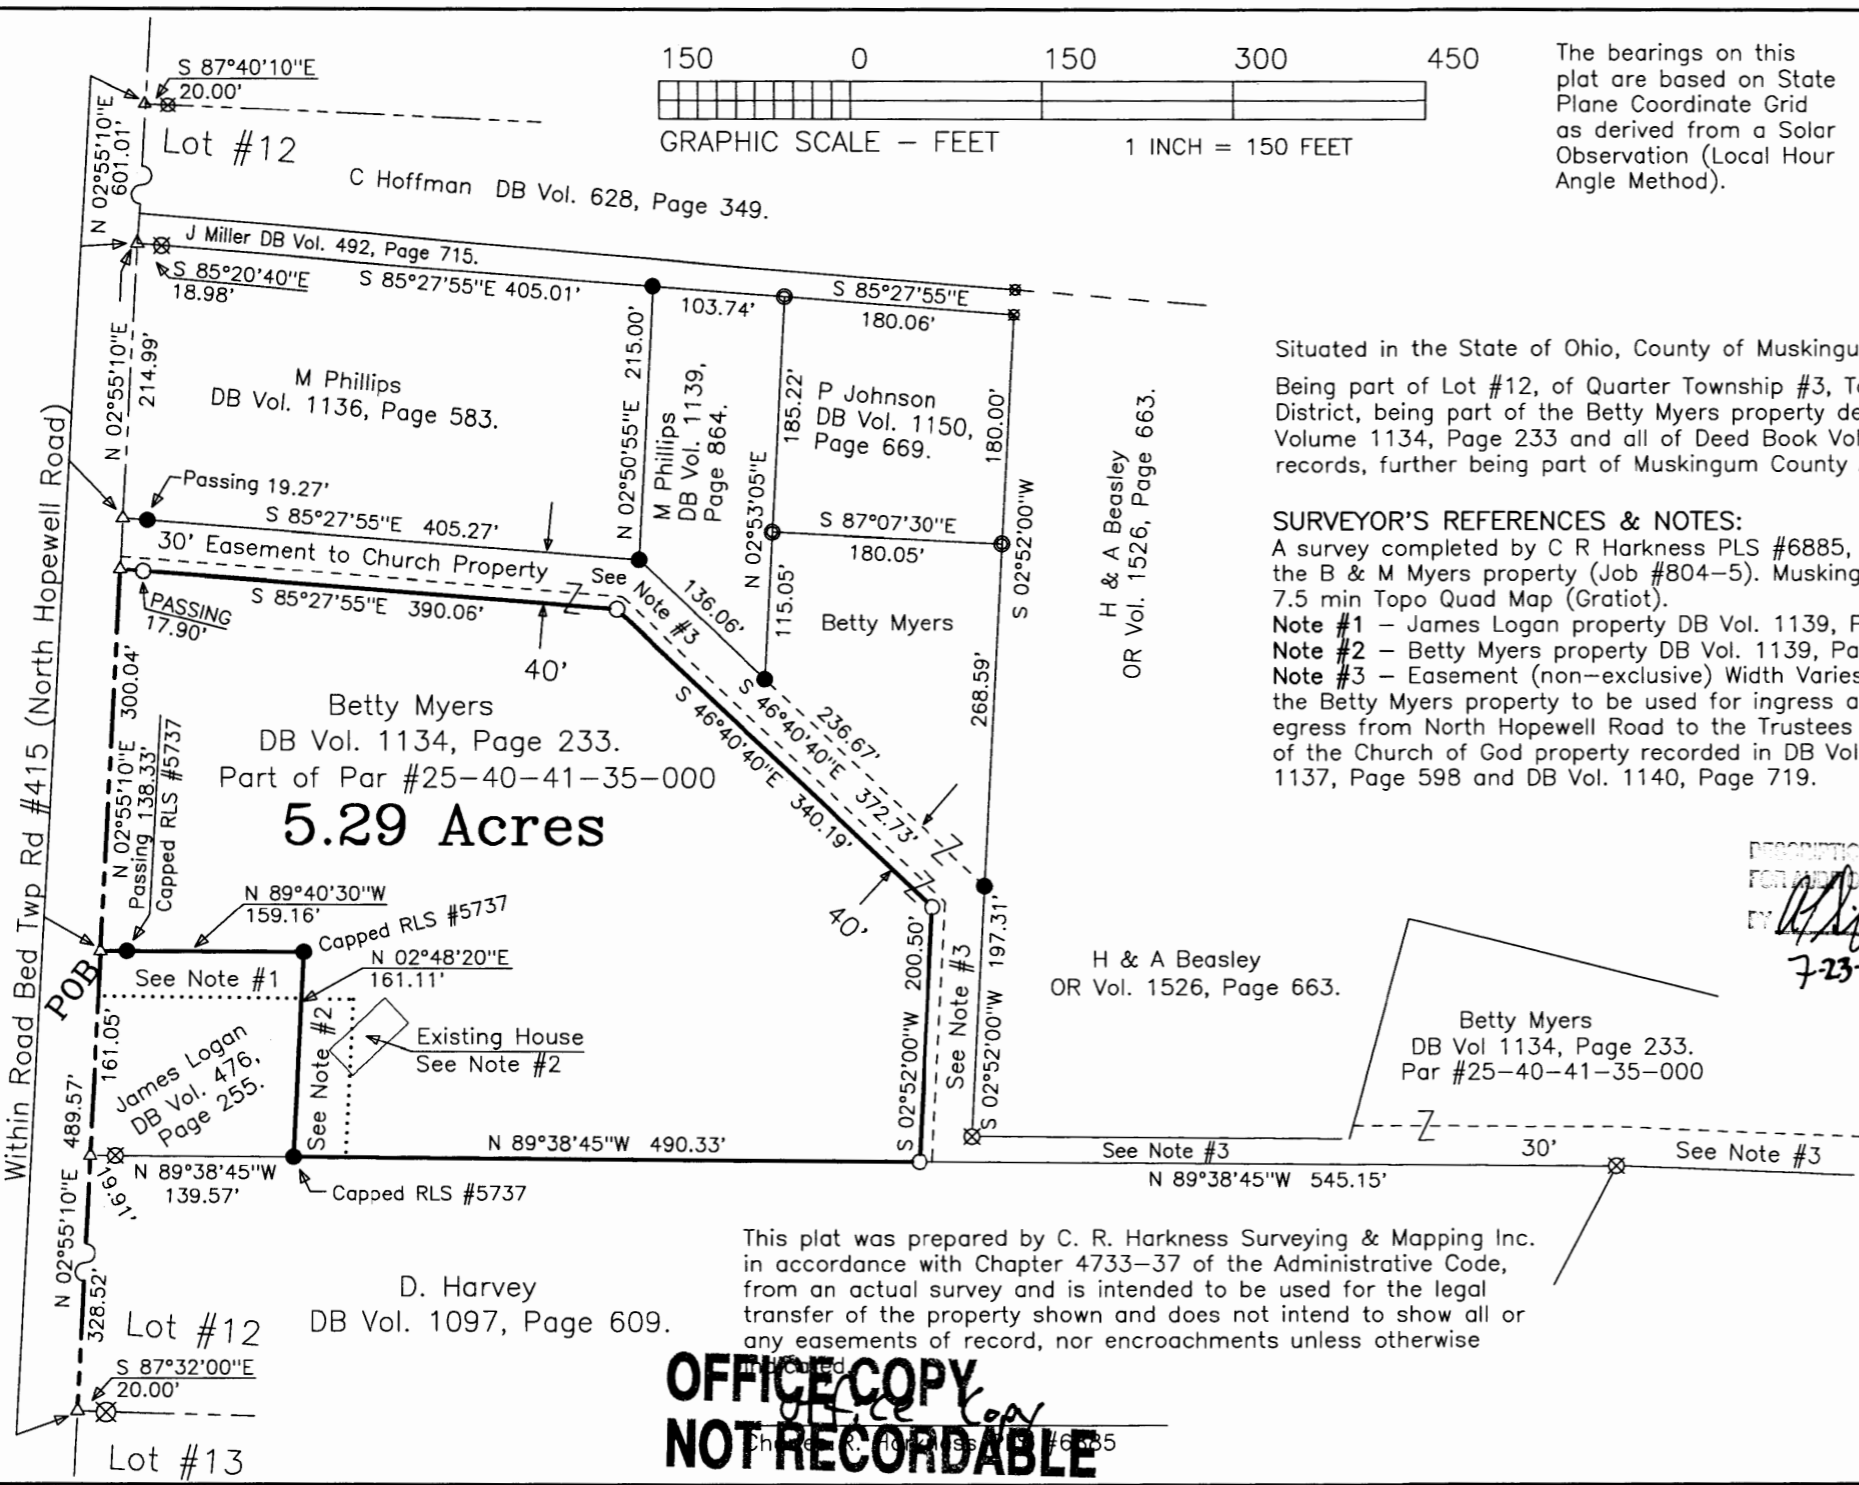 150 0 150 300 450
GRAPHIC SCALE – FEET 1 INCH = 150 FEET
The bearings on this
plat are based on State
Plane Coordinate Grid
as derived from a Solar
Observation (Local Hour
Angle Method).
S 87°40'10"E
20.00'
N 02°55'10"E
601.01'
Lot #12
C Hoffman DB Vol. 628, Page 349.
J Miller DB Vol. 492, Page 715.
S 85°20'40"E
18.98'
S 85°27'55"E 405.01'
103.74'
S 85°27'55"E
180.06'
N 02°55'10"E
214.99'
M Phillips
DB Vol. 1136, Page 583.
N 02°50'55"E 215.00'
M Phillips
DB Vol. 1139,
Page 864.
N 02°53'05"E
185.22'
P Johnson
DB Vol. 1150,
Page 669.
180.00'
S 02°52'00"W
H & A Beasley
OR Vol. 1526, Page 663.
Passing 19.27'
S 85°27'55"E 405.27'
30' Easement to Church Property
See
Note #3
S 85°27'55"E 390.06'
PASSING
17.90'
40'
136.06'
115.05'
S 87°07'30"E
180.05'
Betty Myers
268.59'
Within Road Bed Twp Rd #415 (North Hopewell Road)
N 02°55'10"E 300.04'
Passing 138.33'
Capped RLS #5737
Betty Myers
DB Vol. 1134, Page 233.
Part of Par #25–40–41–35–000
5.29 Acres
S 46°40'40"E 340.19'
S 46°40'40"E 372.73'
236.67'
40'
N 89°40'30"W
159.16'
Capped RLS #5737
N 02°48'20"E
161.11'
POB
See Note #1
See Note #2
Existing House
See Note #2
James Logan
DB Vol. 476,
Page 255.
161.05'
N 02°55'10"E 489.57'
S 02°52'00"W 200.50'
See Note #3
S 02°52'00"W 197.31'
H & A Beasley
OR Vol. 1526, Page 663.
Betty Myers
DB Vol 1134, Page 233.
Par #25–40–41–35–000
N 89°38'45"W 490.33'
N 89°38'45"W
139.57'
19.61'
Capped RLS #5737
See Note #3
30'
See Note #3
N 89°38'45"W 545.15'
328.52'
D. Harvey
DB Vol. 1097, Page 609.
Lot #12
S 87°32'00"E
20.00'
Lot #13
Situated in the State of Ohio, County of Muskingu
Being part of Lot #12, of Quarter Township #3, T
District, being part of the Betty Myers property de
Volume 1134, Page 233 and all of Deed Book Vol
records, further being part of Muskingum County
SURVEYOR'S REFERENCES & NOTES:
A survey completed by C R Harkness PLS #6885,
the B & M Myers property (Job #804–5). Musking
7.5 min Topo Quad Map (Gratiot).
Note #1 – James Logan property DB Vol. 1139, P
Note #2 – Betty Myers property DB Vol. 1139, Pa
Note #3 – Easement (non–exclusive) Width Varies
the Betty Myers property to be used for ingress a
egress from North Hopewell Road to the Trustees
of the Church of God property recorded in DB Vol
1137, Page 598 and DB Vol. 1140, Page 719.
BY
7-23-
This plat was prepared by C. R. Harkness Surveying & Mapping Inc.
in accordance with Chapter 4733–37 of the Administrative Code,
from an actual survey and is intended to be used for the legal
transfer of the property shown and does not intend to show all or
any easements of record, nor encroachments unless otherwise
indicated.
OFFICE COPY
Office Copy
NOT RECORDABLE
#6885